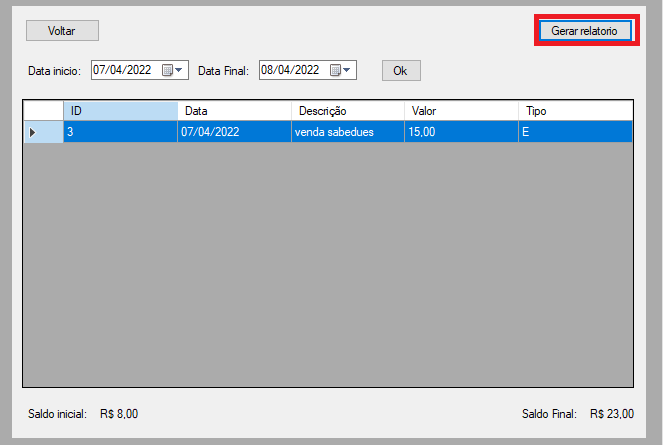 Voltar Gerar relatorio
Data inicio: 07/04/2022 Data Final: 08/04/2022 Ok
ID Data Descrição Valor Tipo
3 07/04/2022 venda sabedues 15,00 E
Saldo inicial: R$ 8,00 Saldo Final: R$ 23,00